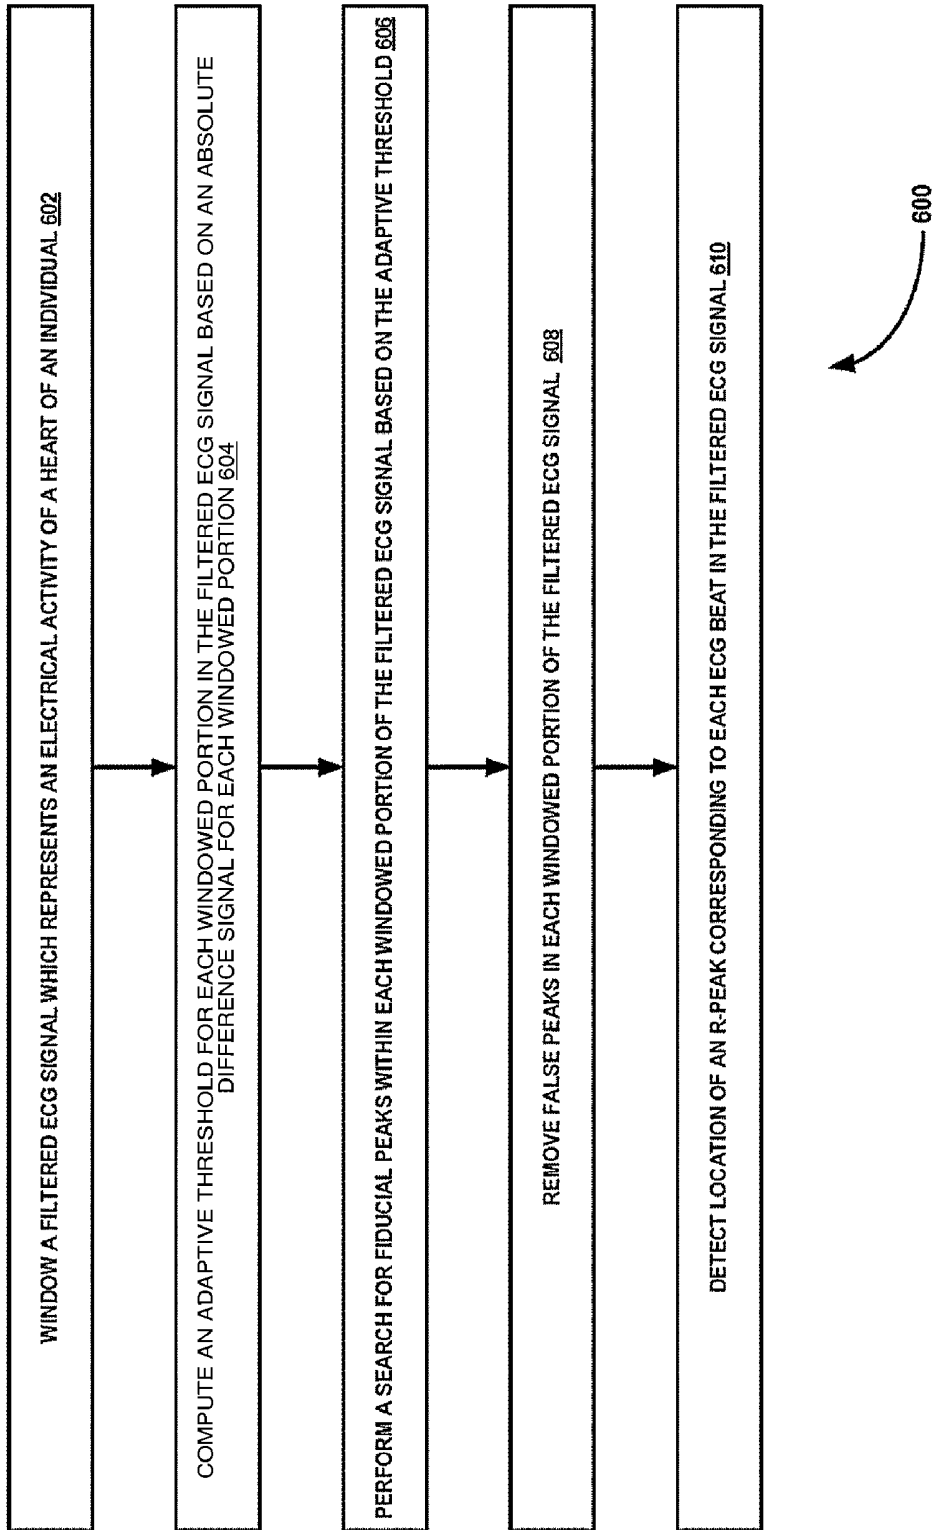 WINDOW A FILTERED ECG SIGNAL WHICH REPRESENTS AN ELECTRICAL ACTIVITY OF A HEART OF AN INDIVIDUAL 602
COMPUTE AN ADAPTIVE THRESHOLD FOR EACH WINDOWED PORTION IN THE FILTERED ECG SIGNAL BASED ON AN ABSOLUTE
DIFFERENCE SIGNAL FOR EACH WINDOWED PORTION 604
PERFORM A SEARCH FOR FIDUCIAL PEAKS WITHIN EACH WINDOWED PORTION OF THE FILTERED ECG SIGNAL BASED ON THE ADAPTIVE THRESHOLD 606
REMOVE FALSE PEAKS IN EACH WINDOWED PORTION OF THE FILTERED ECG SIGNAL 608
DETECT LOCATION OF AN R-PEAK CORRESPONDING TO EACH ECG BEAT IN THE FILTERED ECG SIGNAL 610
600